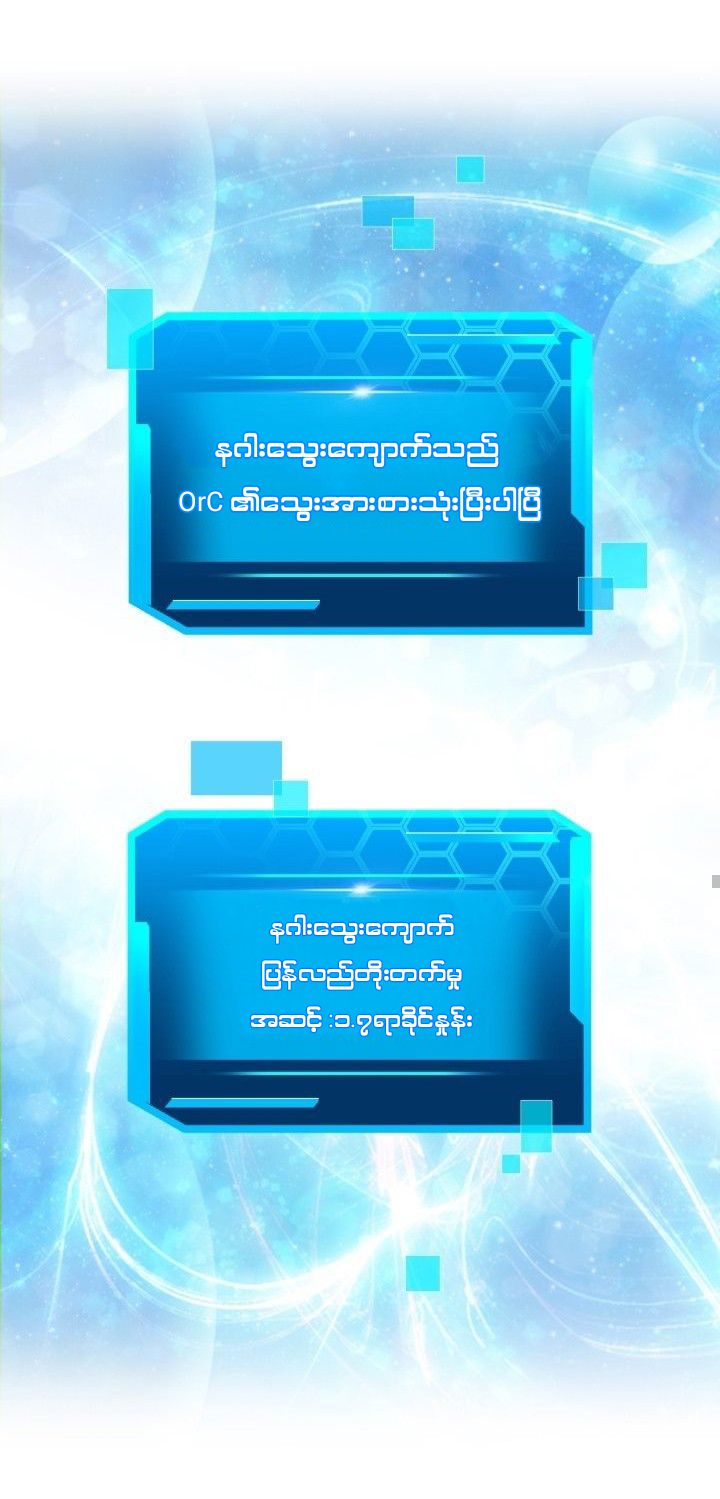 နဂါးသွေးကျောက်သည်
OrC ၏သွေးအားစားသုံးပြီးပါပြီ
နဂါးသွေးကျောက်
ပြန်လည်တိုးတက်မှု
အဆင့် :၁.၇ရာခိုင်နှုန်း